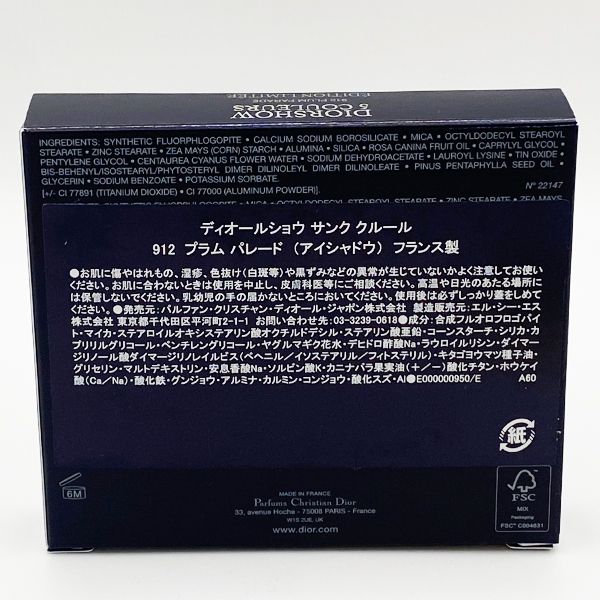 DIORSHOW
5 COULEURS
912 PLUM PARADE
EDITION LIMITEE
INGREDIENTS: SYNTHETIC FLUORPHLOGOPITE • CALCIUM SODIUM BOROSILICATE • MICA • OCTYLDODECYL STEAROYL
STEARATE • ZINC STEARATE • ZEA MAYS (CORN) STARCH • ALUMINA • SILICA • ROSA CANINA FRUIT OIL • CAPRYLYL GLYCOL •
PENTYLENE GLYCOL • CENTAUREA CYANUS FLOWER WATER • SODIUM DEHYDROACETATE • LAUROYL LYSINE • TIN OXIDE •
BIS-BEHENYL/ISOSTEARYL/PHYTOSTERYL DIMER DILINOLEYL DIMER DILINOLEATE • PINUS PENTAPHYLLA SEED OIL •
GLYCERIN • SODIUM BENZOATE • POTASSIUM SORBATE.
[+/- CI 77891 (TITANIUM DIOXIDE) • CI 77000 (ALUMINUM POWDER)]. N° 22147
ディオールショウ サンク クルール
912 プラム パレード （アイシャドウ） フランス製
●お肌に傷やはれもの、湿疹、色抜け(白斑等)や黒ずみなどの異常が生じていないかよく注意してお使い
ください。お肌に合わないときは使用を中止し、皮膚科医等にご相談ください。高温や日光のあたる場所に
は保管しないでください。乳幼児の手の届かないところにおいてください。使用後は必ずしっかり蓋をしめて
ください。●発売元：パルファン・クリスチャン・ディオール・ジャポン株式会社 製造販売元：エル・シー・エス
株式会社 東京都千代田区平河町2-1-1 お問い合わせ先：03-3239-0618●成分：合成フルオロフロゴパイ
ト・マイカ・ステアロイルオキシステアリン酸オクチルドデシル・ステアリン酸亜鉛・コーンスターチ・シリカ・カ
プリリルグリコール・ペンチレングリコール・ヤグルマギク花水・デヒドロ酢酸Na・ラウロイルリシン・ダイマー
ジリノール酸ダイマージリノレイルビス(ベヘニル／イソステアリル／フィトステリル)・キタゴヨウマツ種子油・
グリセリン・マルトデキストリン・安息香酸Na・ソルビン酸K・カニナバラ果実油(＋／－)酸化チタン・ホウケイ
酸(Ca／Na)・酸化鉄・グンジョウ・アルミナ・カルミン・コンジョウ・酸化スズ・Al●E000000950/E A60
紙
6M
MADE IN FRANCE
Parfums Christian Dior
33, avenue Hoche - 75008 PARIS - France
W1S 2UE, UK
www.dior.com
FSC
MIX
Packaging
FSC™ C004631